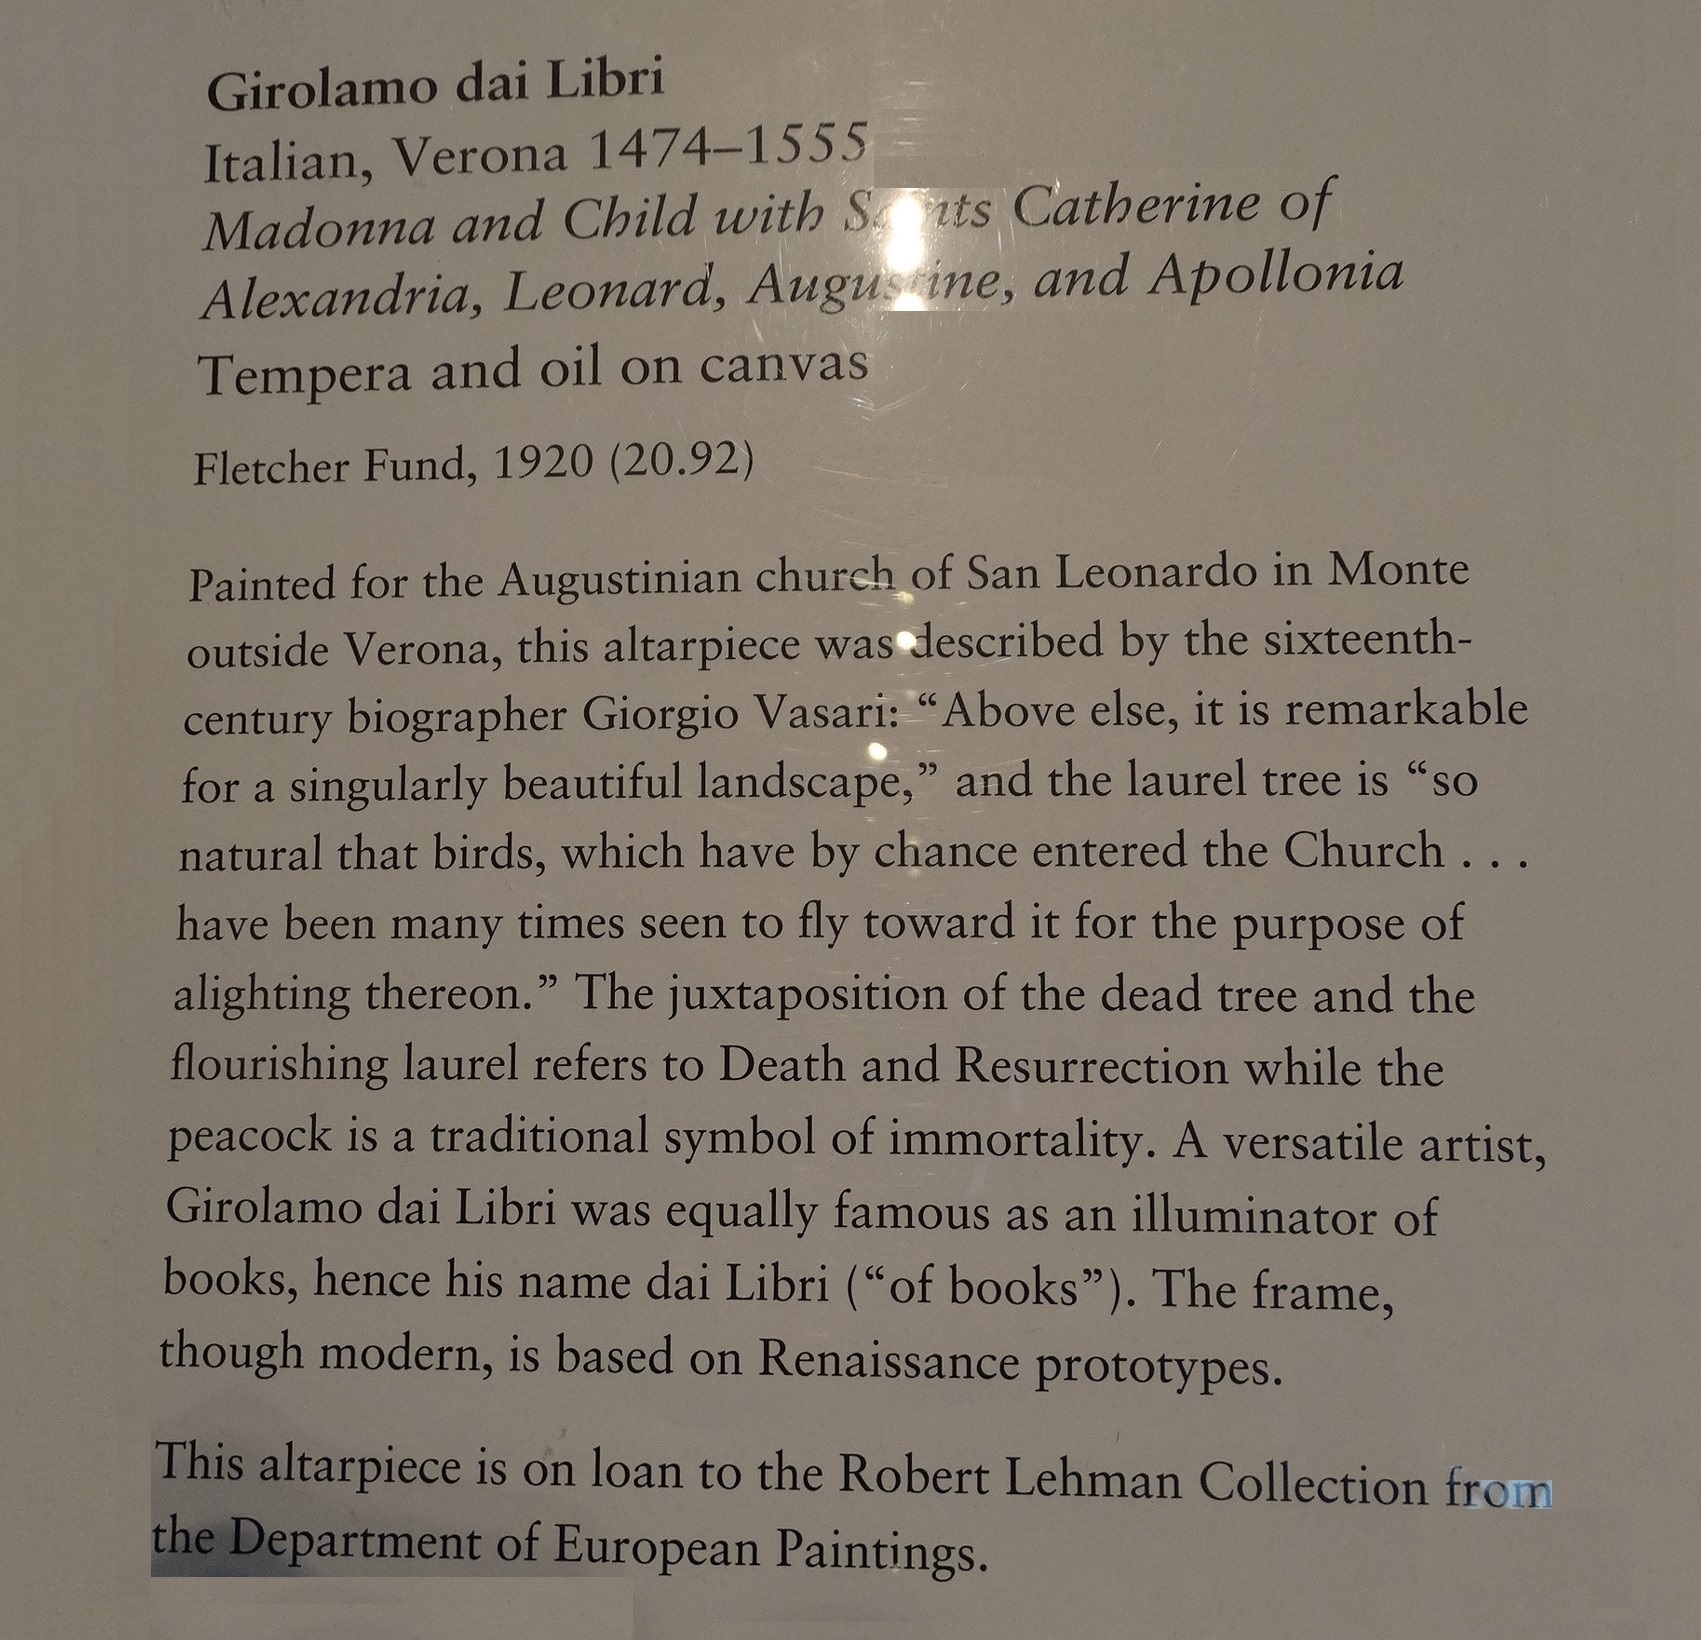 Girolamo dai Libri
Italian, Verona 1474–1555
Madonna and Child with Saints Catherine of
Alexandria, Leonard, Augustine, and Apollonia
Tempera and oil on canvas
Fletcher Fund, 1920 (20.92)
Painted for the Augustinian church of San Leonardo in Monte
outside Verona, this altarpiece was described by the sixteenth-
century biographer Giorgio Vasari: “Above else, it is remarkable
for a singularly beautiful landscape,” and the laurel tree is “so
natural that birds, which have by chance entered the Church . . .
have been many times seen to fly toward it for the purpose of
alighting thereon.” The juxtaposition of the dead tree and the
flourishing laurel refers to Death and Resurrection while the
peacock is a traditional symbol of immortality. A versatile artist,
Girolamo dai Libri was equally famous as an illuminator of
books, hence his name dai Libri (“of books”). The frame,
though modern, is based on Renaissance prototypes.
This altarpiece is on loan to the Robert Lehman Collection from
the Department of European Paintings.